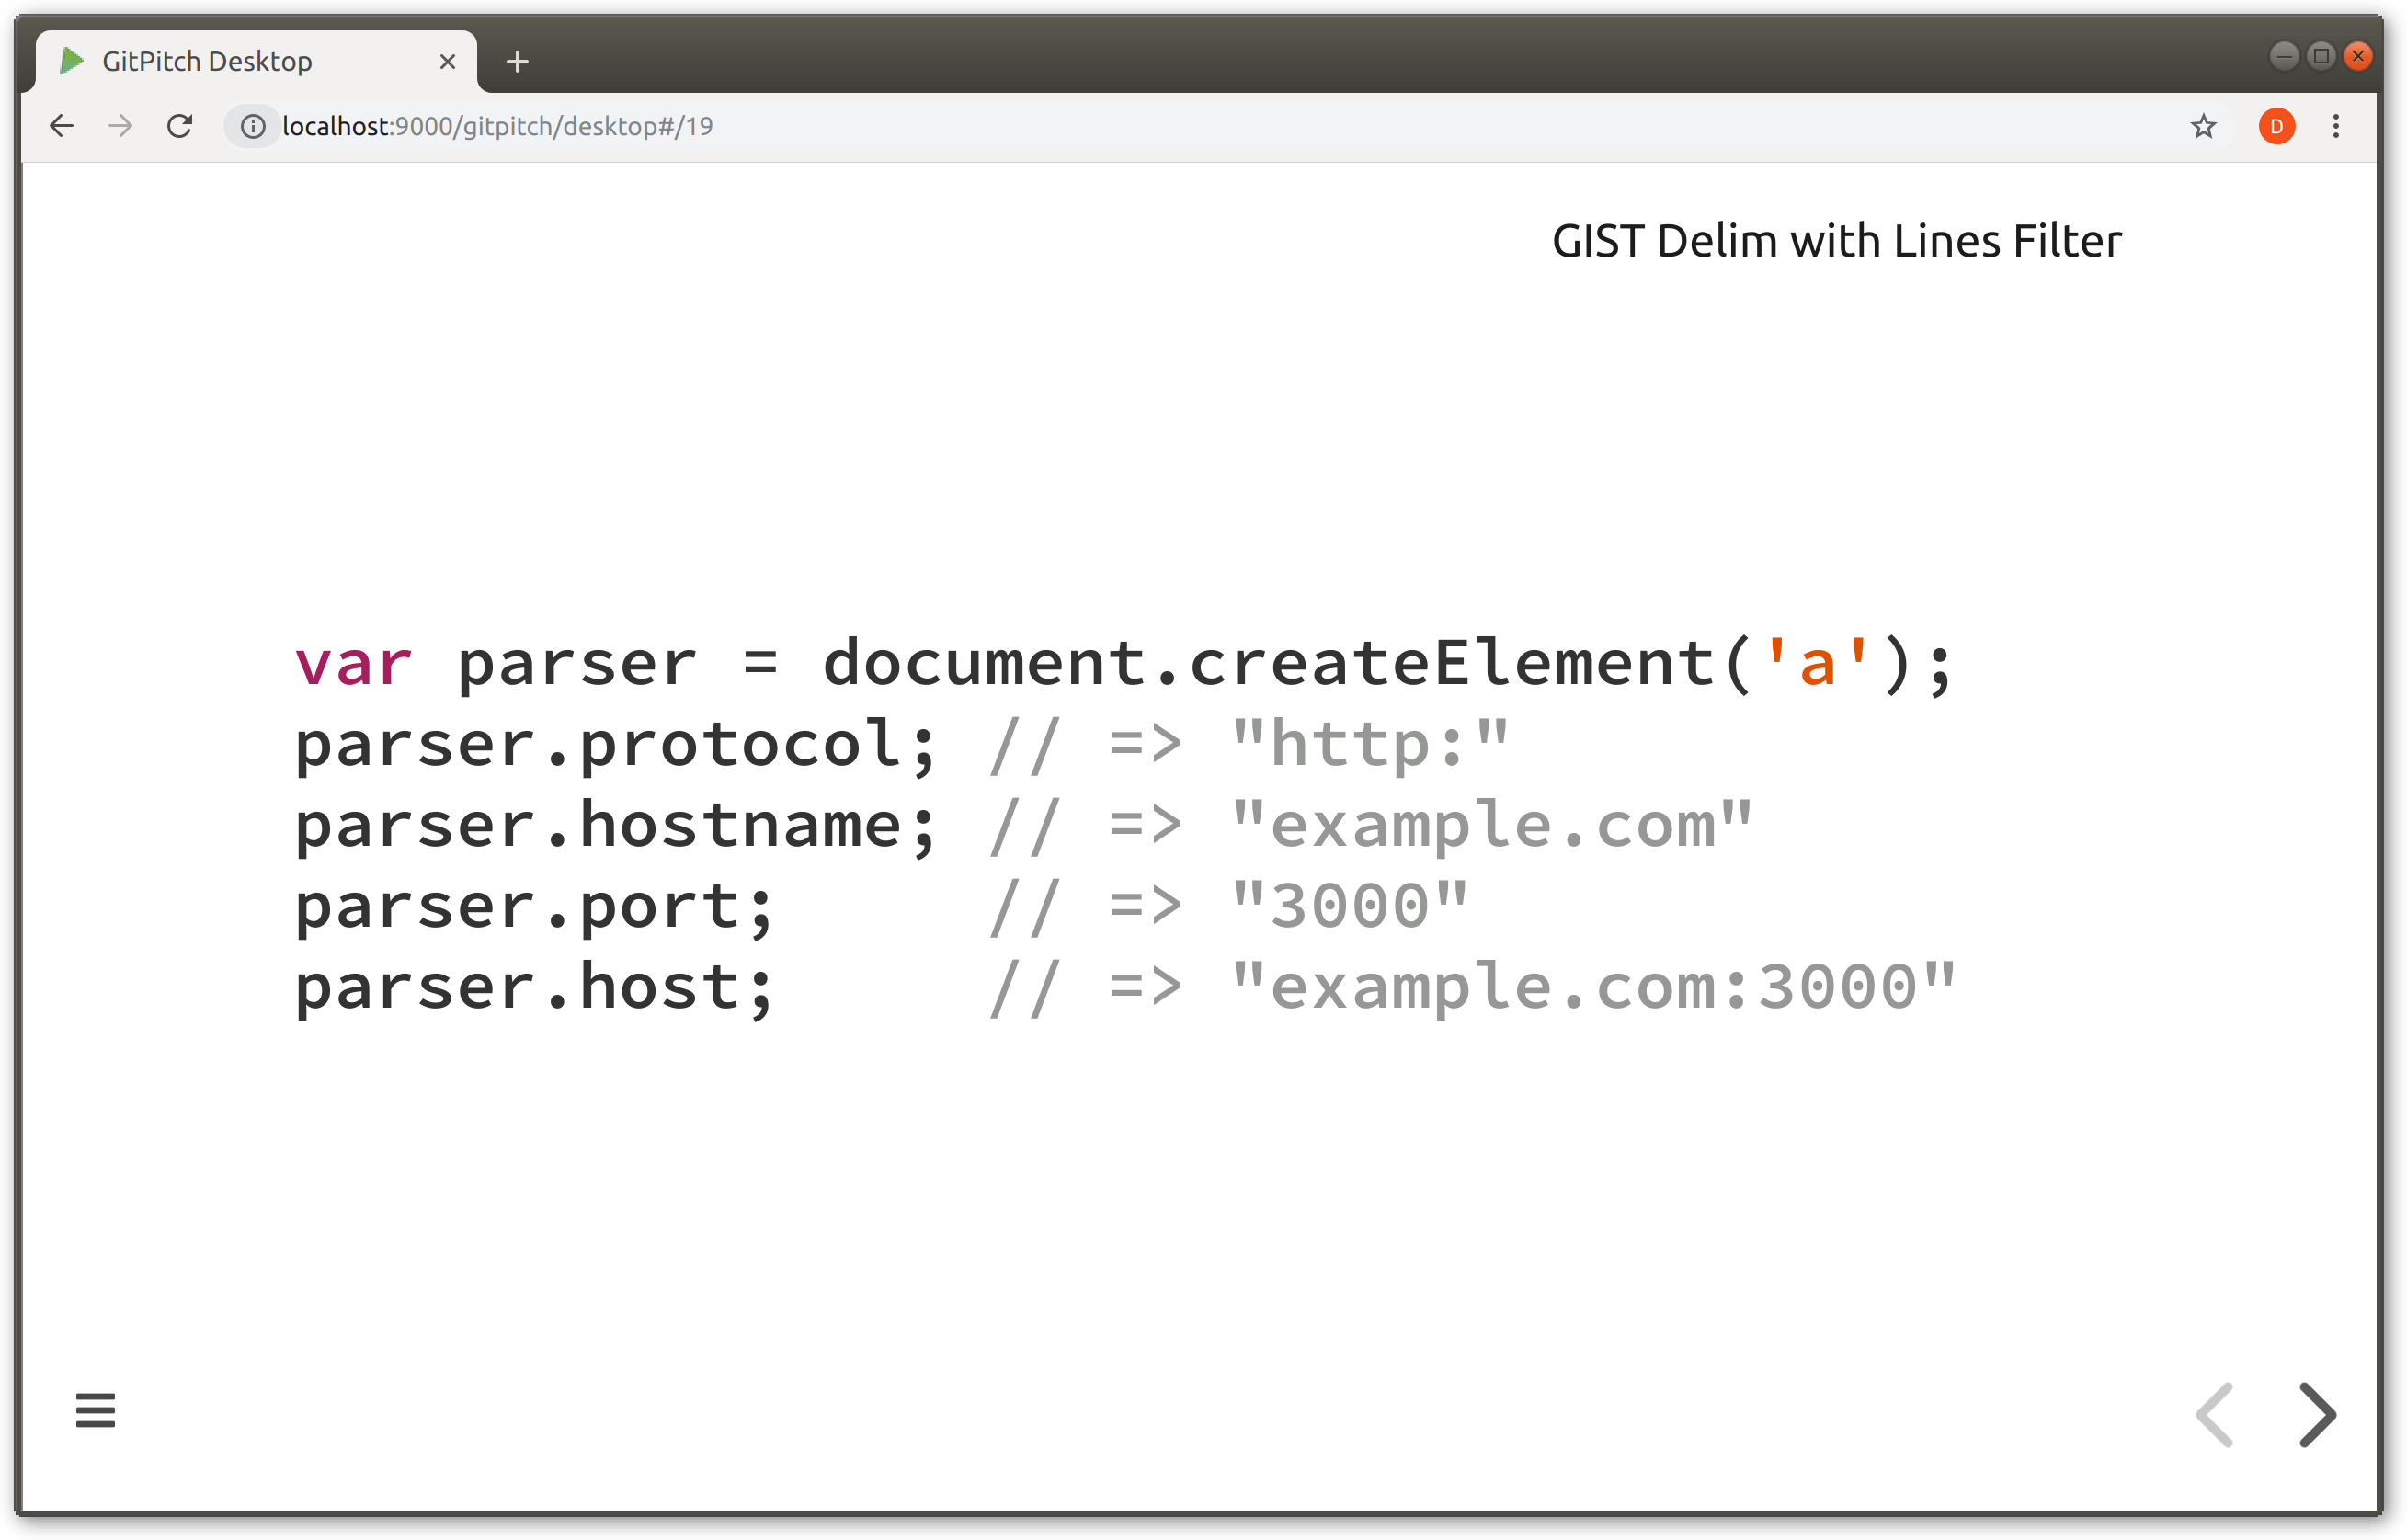 GitPitch Desktop
localhost:9000/gitpitch/desktop#/19
D
GIST Delim with Lines Filter
var parser = document.createElement('a');
parser.protocol; // => "http:"
parser.hostname; // => "example.com"
parser.port;     // => "3000"
parser.host;     // => "example.com:3000"